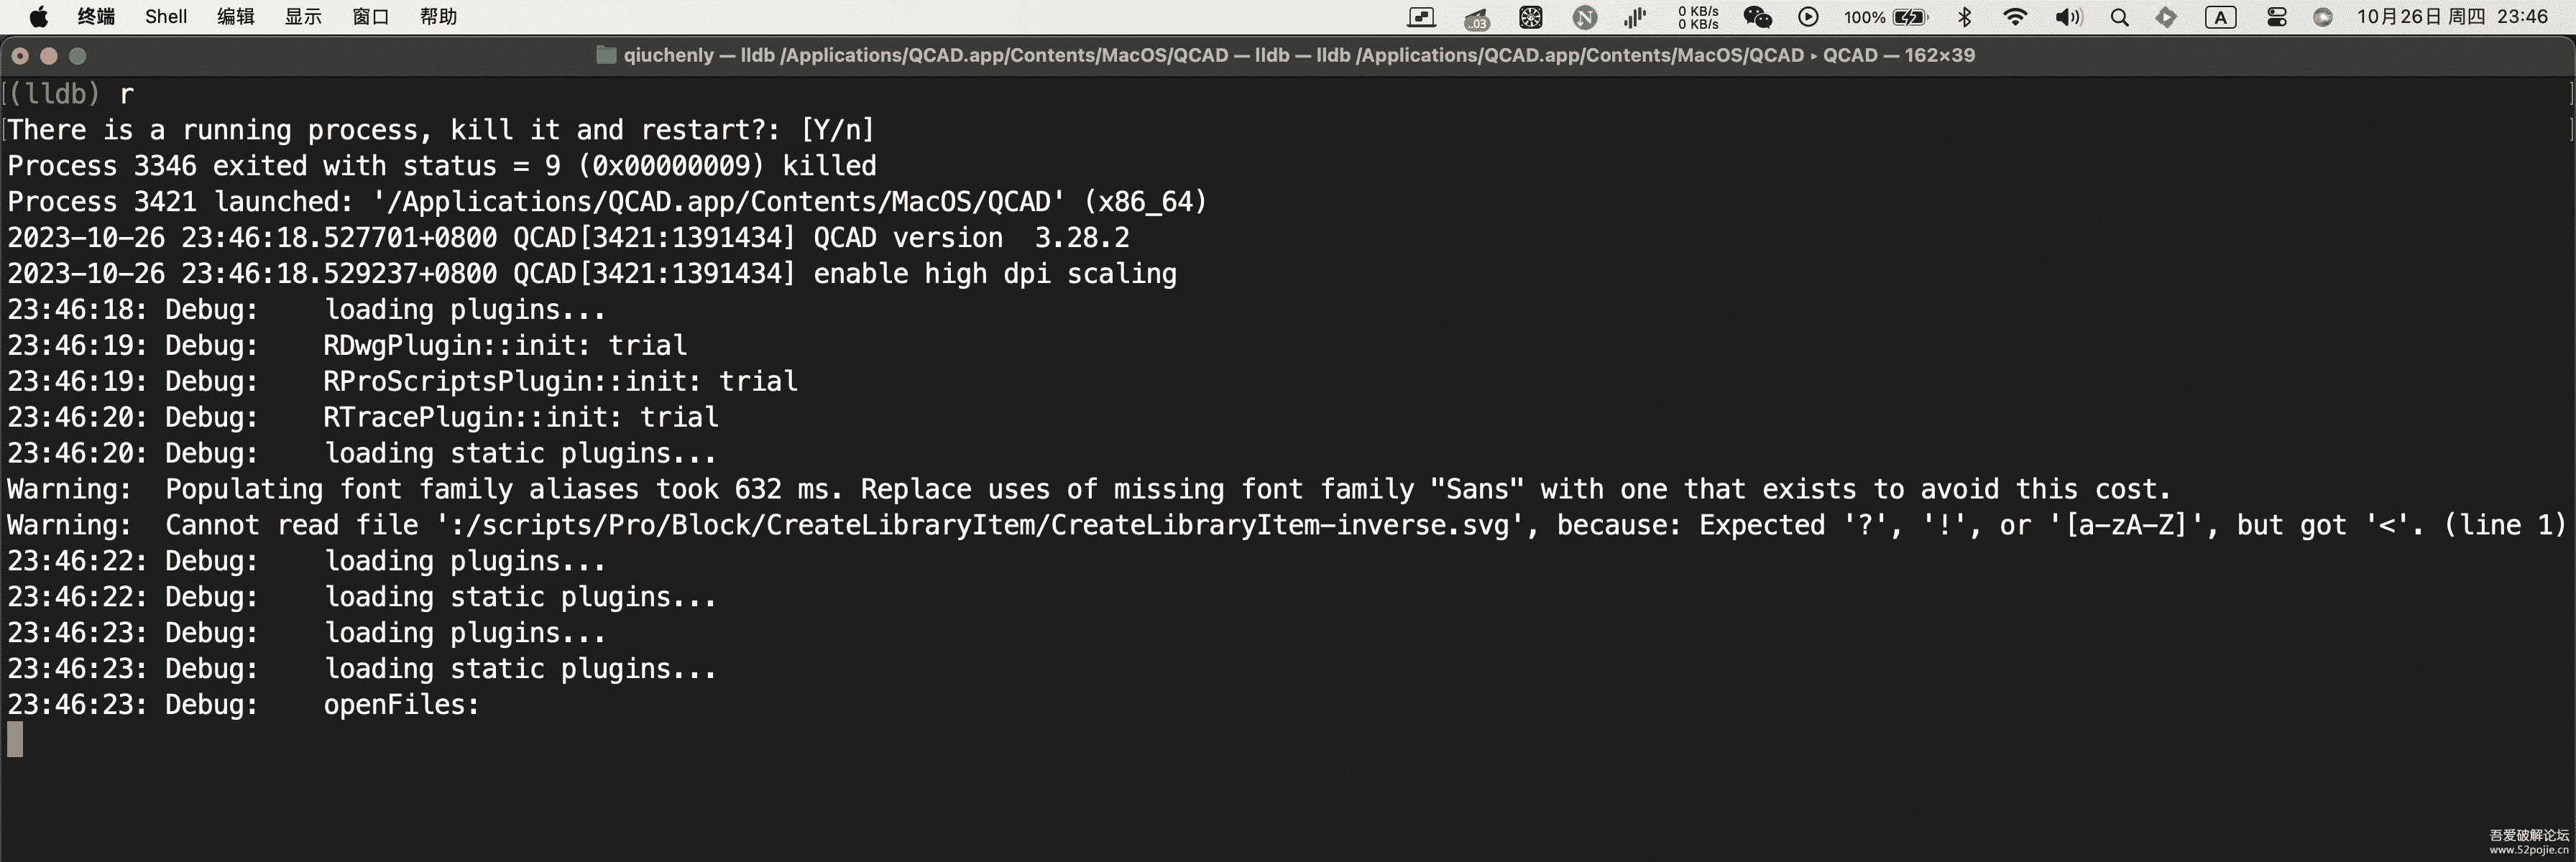 终端 Shell 编辑 显示 窗口 帮助 .03 N 0 KB/s 0 KB/s 100% A 10月26日 周四 23:46
qiuchenly — lldb /Applications/QCAD.app/Contents/MacOS/QCAD — lldb — lldb /Applications/QCAD.app/Contents/MacOS/QCAD ▸ QCAD — 162×39
[(lldb) r ]
[There is a running process, kill it and restart?: [Y/n] ]
Process 3346 exited with status = 9 (0x00000009) killed
Process 3421 launched: '/Applications/QCAD.app/Contents/MacOS/QCAD' (x86_64)
2023-10-26 23:46:18.527701+0800 QCAD[3421:1391434] QCAD version  3.28.2
2023-10-26 23:46:18.529237+0800 QCAD[3421:1391434] enable high dpi scaling
23:46:18: Debug:    loading plugins...
23:46:19: Debug:    RDwgPlugin::init: trial
23:46:19: Debug:    RProScriptsPlugin::init: trial
23:46:20: Debug:    RTracePlugin::init: trial
23:46:20: Debug:    loading static plugins...
Warning:  Populating font family aliases took 632 ms. Replace uses of missing font family "Sans" with one that exists to avoid this cost.
Warning:  Cannot read file ':/scripts/Pro/Block/CreateLibraryItem/CreateLibraryItem-inverse.svg', because: Expected '?', '!', or '[a-zA-Z]', but got '<'. (line 1)
23:46:22: Debug:    loading plugins...
23:46:22: Debug:    loading static plugins...
23:46:23: Debug:    loading plugins...
23:46:23: Debug:    loading static plugins...
23:46:23: Debug:    openFiles:
吾爱破解论坛
www.52pojie.cn